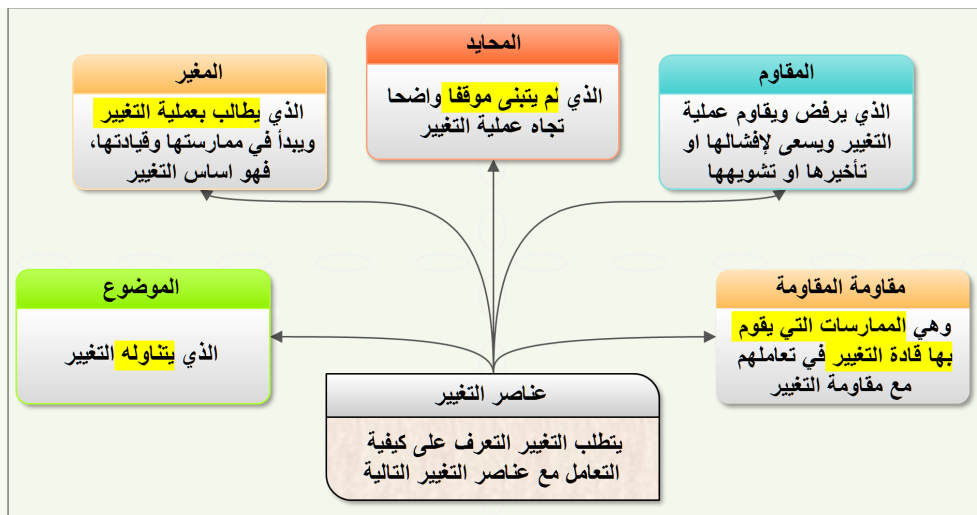 المحايد
الذي لم يتبنى موقفا واضحا
تجاه عملية التغيير
المقاوم
الذي يرفض ويقاوم عملية
التغيير ويسعى لإفشالها او
تأخيرها او تشويهها
المغير
الذي يطالب بعملية التغيير
ويبدأ في ممارستها وقيادتها،
فهو اساس التغيير
مقاومة المقاومة
وهي الممارسات التي يقوم
بها قادة التغيير في تعاملهم
مع مقاومة التغيير
الموضوع
الذي يتناوله التغيير
عناصر التغيير
يتطلب التغيير التعرف على كيفية
التعامل مع عناصر التغيير التالية